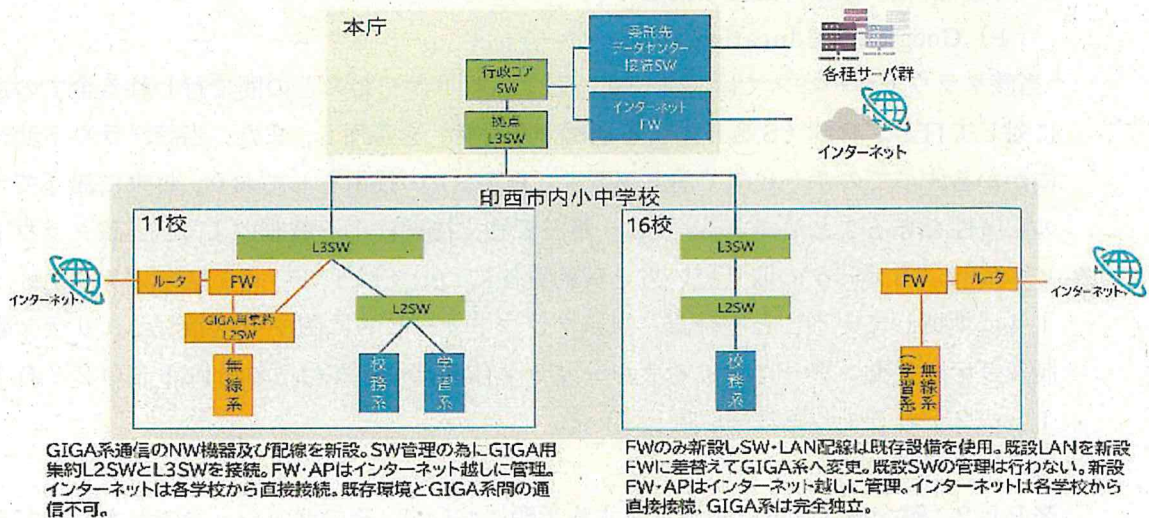 本庁
委託先
データセンター
接続SW
行政コア
SW
インターネット
FW
拠点
L3SW
各種サーバ群
インターネット
印西市内小中学校
11校
L3SW
インターネット
ルータ
FW
GIGA用集約
L2SW
L2SW
無線系
校務系
学習系
16校
L3SW
L2SW
校務系
FW
ルータ
インターネット
無線系
(学習系)
GIGA系通信のNW機器及び配線を新設。SW管理の為にGIGA用
集約L2SWとL3SWを接続。FW・APはインターネット越しに管理。
インターネットは各学校から直接接続。既存環境とGIGA系間の通
信不可。
FWのみ新設しSW・LAN配線は既存設備を使用。既設LANを新設
FWに差替えてGIGA系へ変更。既設SWの管理は行わない。新設
FW・APはインターネット越しに管理。インターネットは各学校から
直接接続、GIGA系は完全独立。